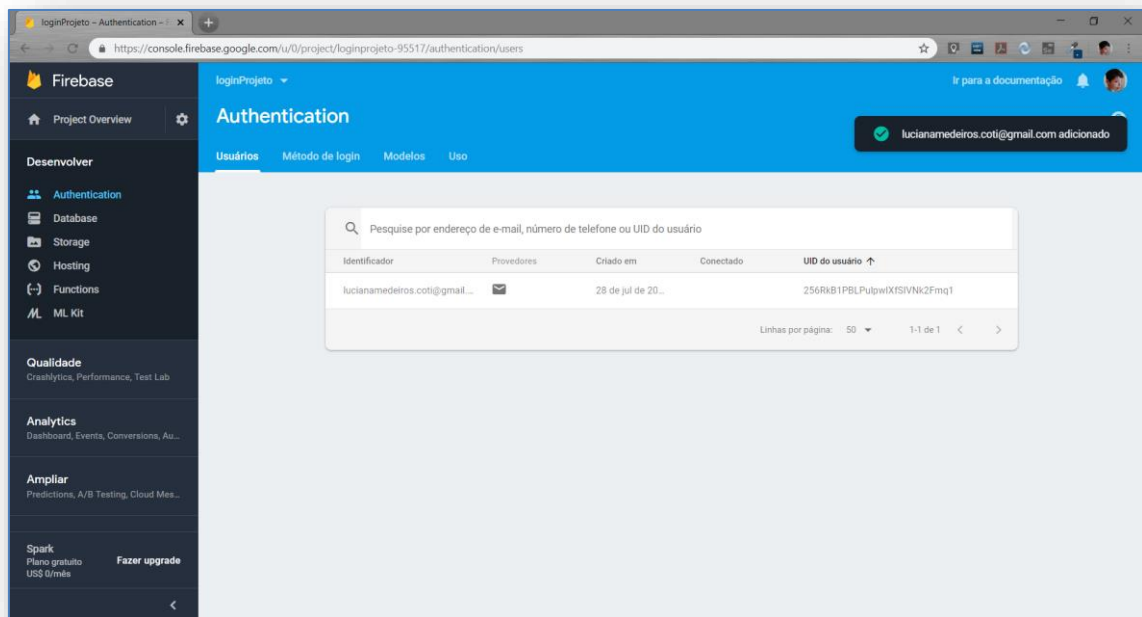 loginProjeto – Authentication –
https://console.firebase.google.com/u/0/project/loginprojeto-95517/authentication/users
Firebase
loginProjeto
Ir para a documentação
Project Overview
Authentication
lucianamedeiros.coti@gmail.com adicionado
Desenvolver
Usuários Método de login Modelos Uso
Authentication
Database
Storage
Hosting
Functions
ML Kit
Pesquise por endereço de e-mail, número de telefone ou UID do usuário
Identificador Provedores Criado em Conectado UID do usuário
lucianamedeiros.coti@gmail... 28 de jul de 20...
Linhas por página: 50 1-1 de 1
Qualidade
Crashlytics, Performance, Test Lab
Analytics
Dashboard, Events, Conversions, Au...
Ampliar
Predictions, A/B Testing, Cloud Mes...
Spark
Plano gratuito
US$ 0/mês
Fazer upgrade